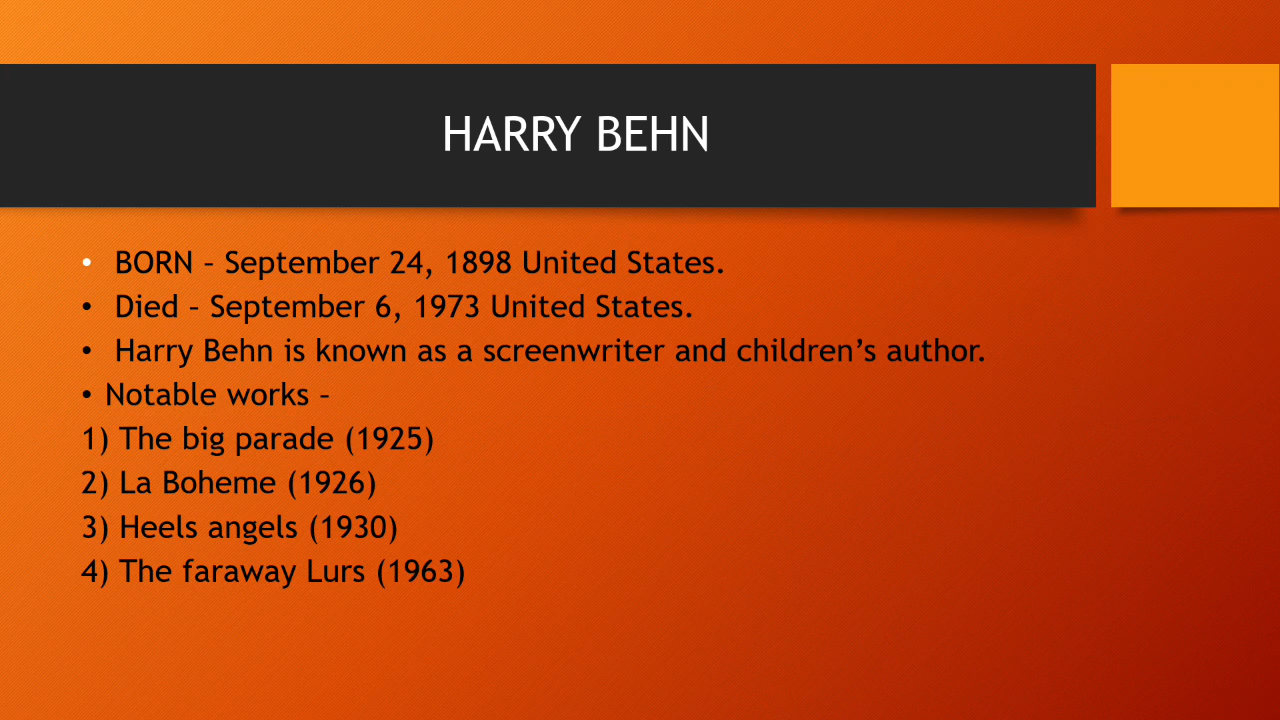 HARRY BEHN
• BORN – September 24, 1898 United States.
• Died – September 6, 1973 United States.
• Harry Behn is known as a screenwriter and children’s author.
• Notable works –
1) The big parade (1925)
2) La Boheme (1926)
3) Heels angels (1930)
4) The faraway Lurs (1963)